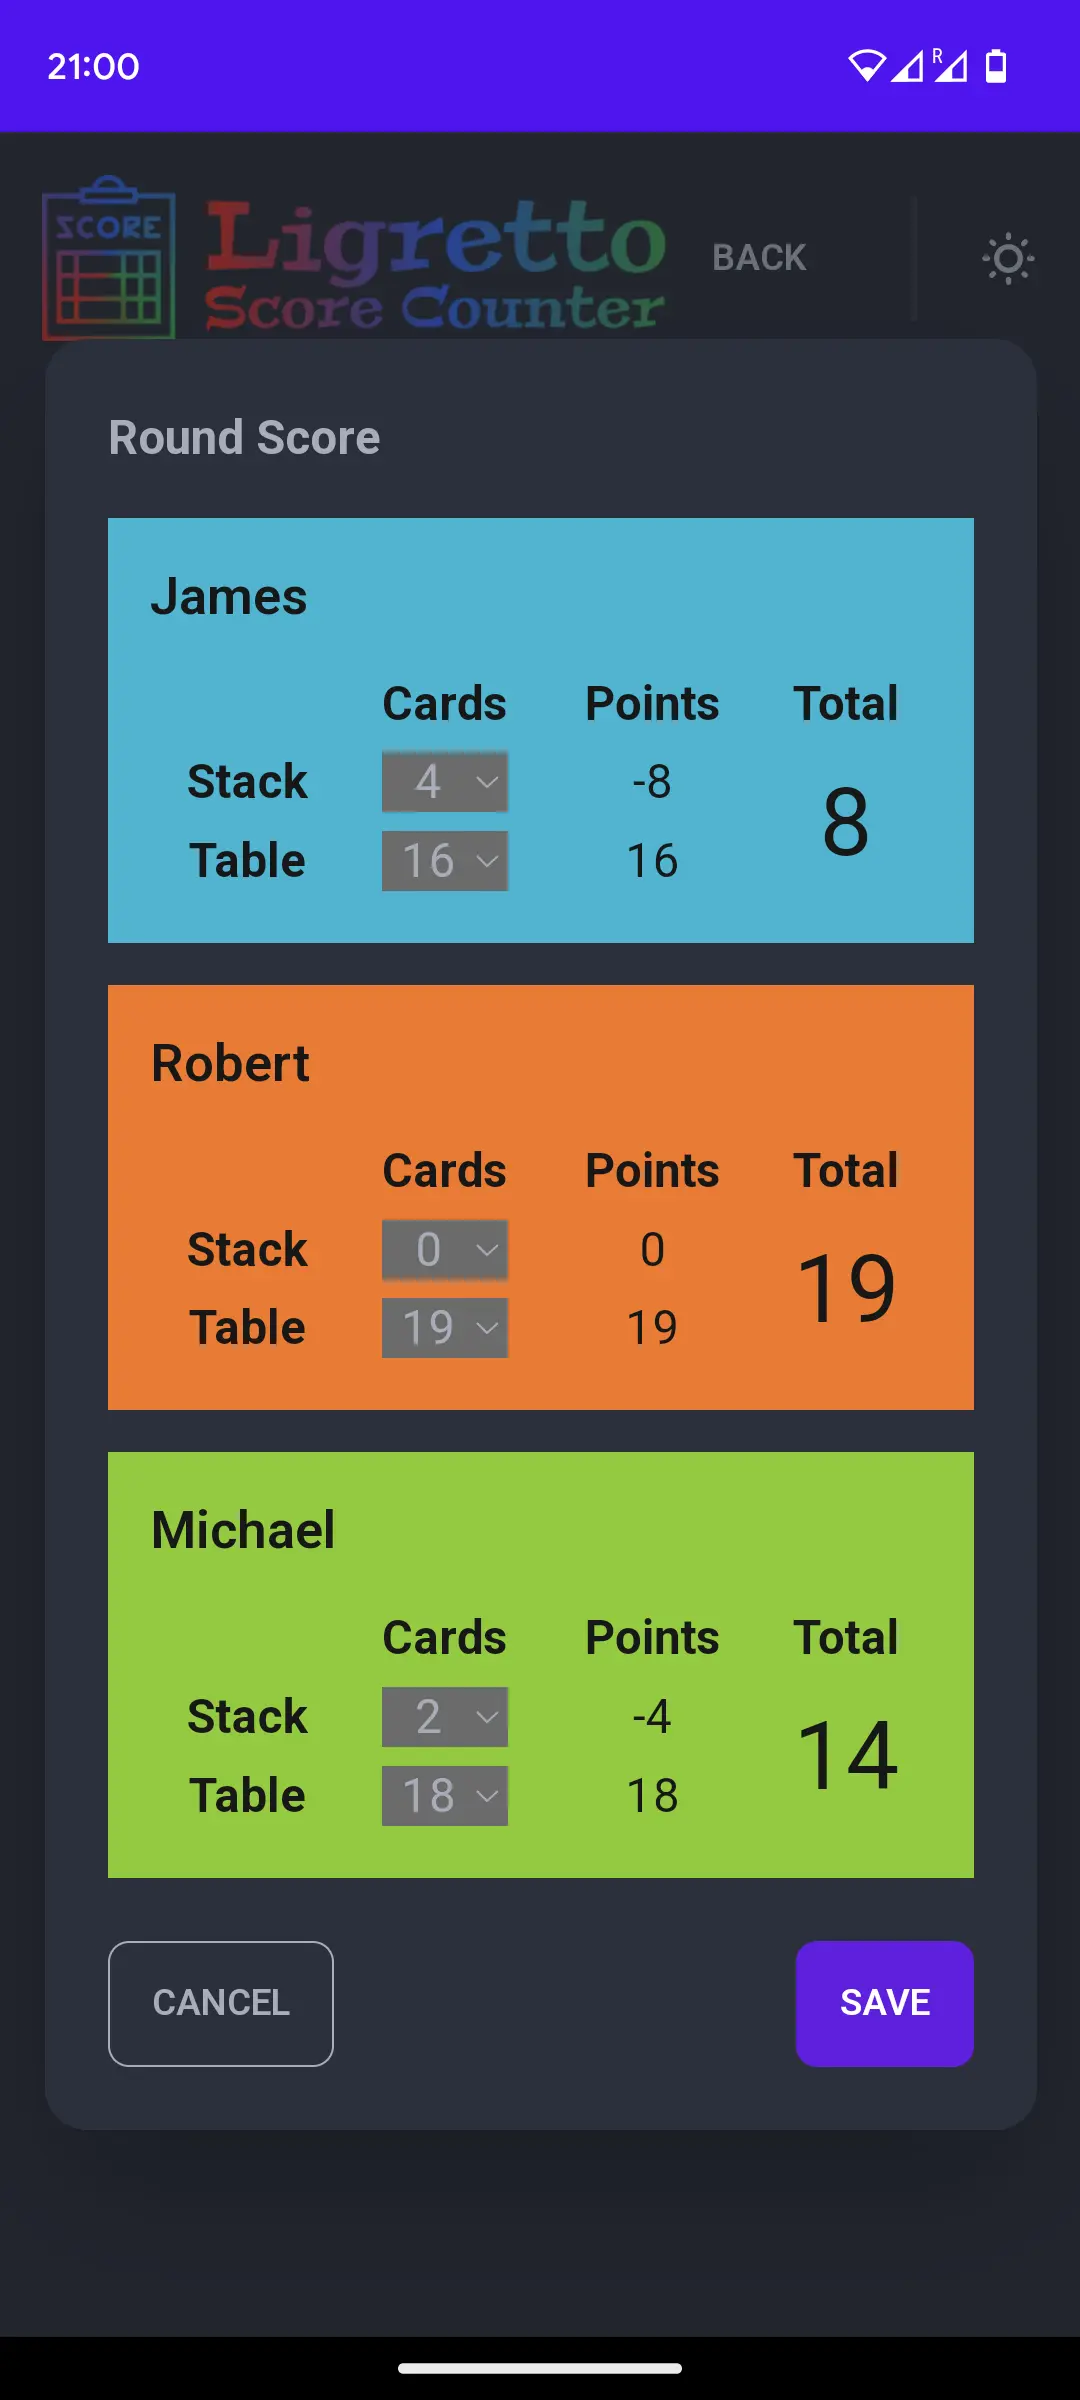 21:00
R
SCORE
Ligretto
Score Counter
BACK
Round Score
James
Cards Points Total
Stack 4 -8 8
Table 16 16
Robert
Cards Points Total
Stack 0 0 19
Table 19 19
Michael
Cards Points Total
Stack 2 -4 14
Table 18 18
CANCEL SAVE